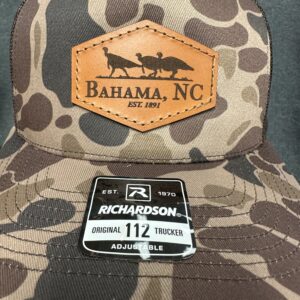 BAHAMA, NC
EST. 1891
EST. R 1970
RICHARDSON®
ORIGINAL 112 TRUCKER
ADJUSTABLE